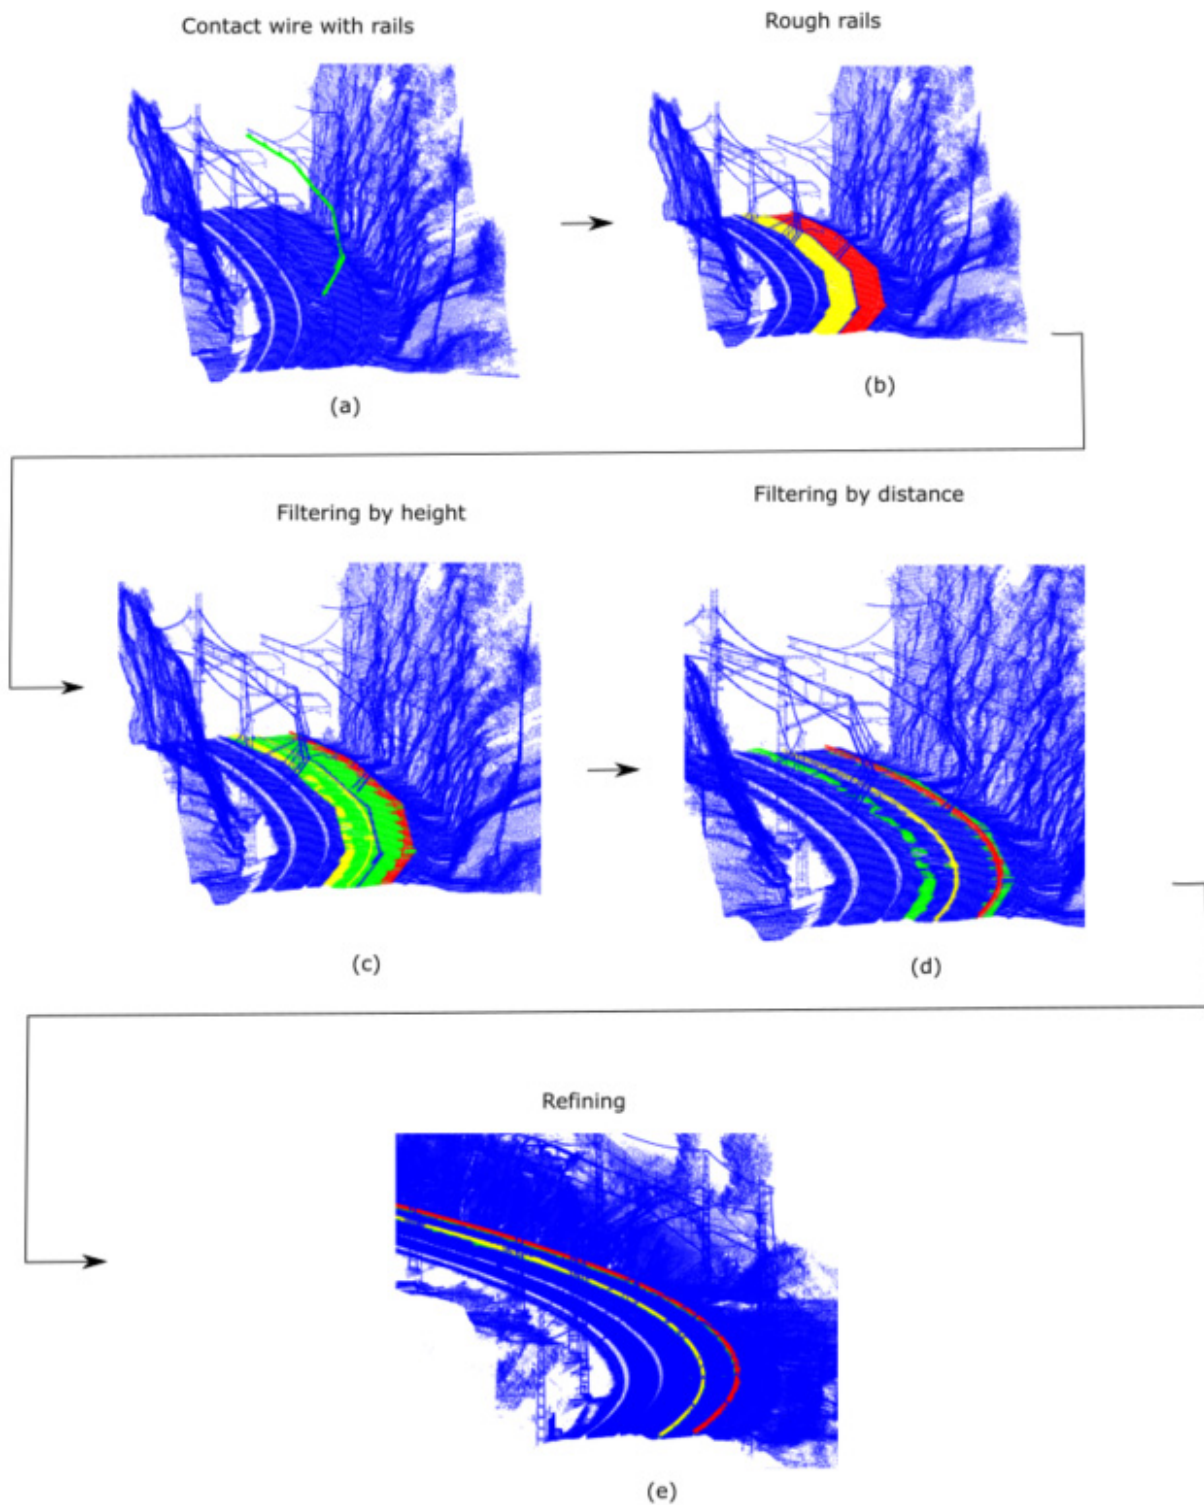 Contact wire with rails
Rough rails
(a)
(b)
Filtering by height
Filtering by distance
(c)
(d)
Refining
(e)